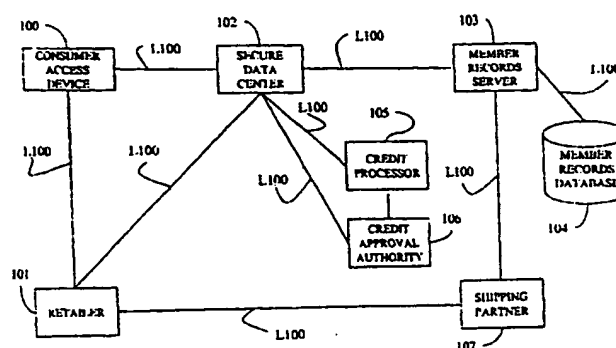 100
CONSUMER
ACCESS
DEVICE
L100
102
SECURE
DATA
CENTER
L100
103
MEMBER
RECORDS
SERVER
L100
L100
105
CREDIT
PROCESSOR
MEMBER
RECORDS
DATABASE
104
L100
L100
L100
L100
CREDIT
APPROVAL
AUTHORITY
106
101
RETAILER
L100
SHIPPING
PARTNER
107